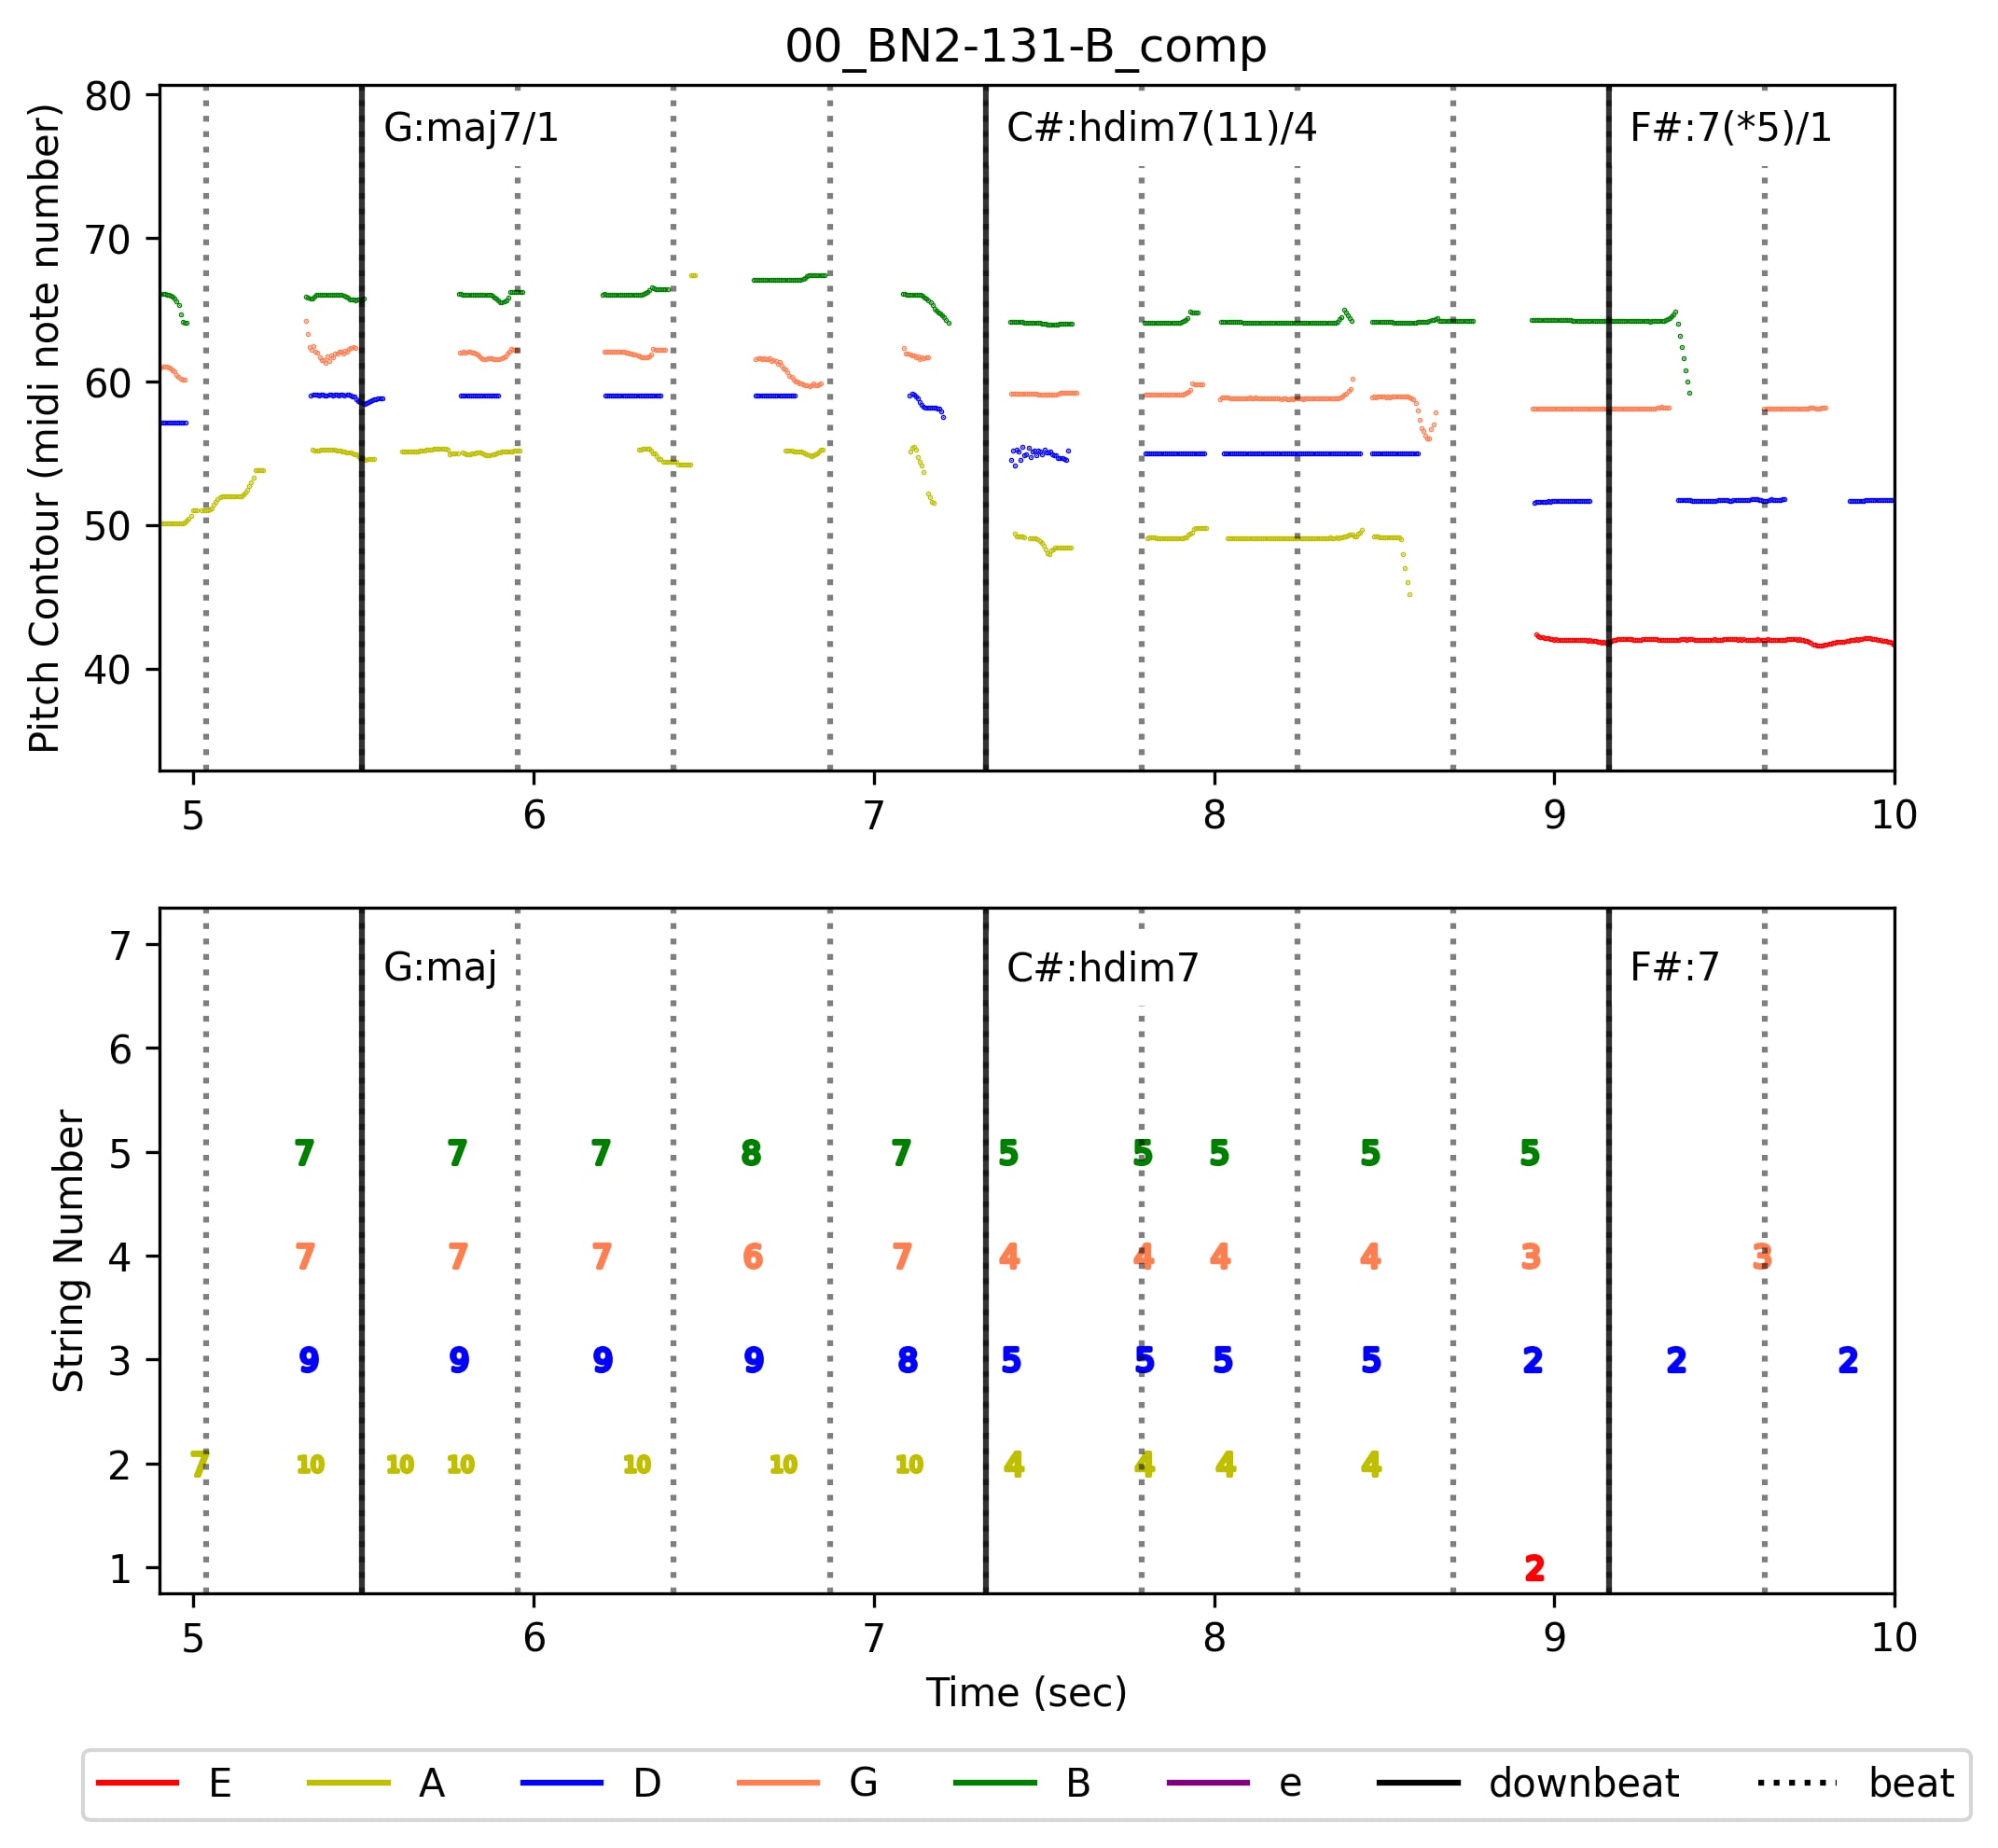 00_BN2-131-B_comp
Pitch Contour (midi note number)
80
70
60
50
40
G:maj7/1
C#:hdim7(11)/4
F#:7(*5)/1
5 6 7 8 9 10
String Number
7
6
5
4
3
2
1
G:maj
C#:hdim7
F#:7
7 7 7 8 7 5 5 5 5 5
7 7 7 6 7 4 4 4 4 3 3
9 9 9 9 8 5 5 5 5 2 2 2
7 10 10 10 10 10 10 4 4 4 4
2
5 6 7 8 9 10
Time (sec)
E A D G B e downbeat beat